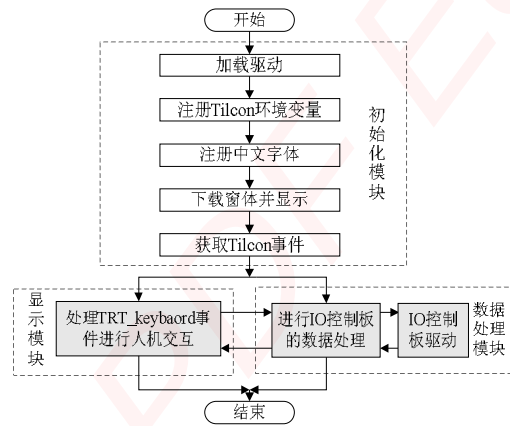 开始
加载驱动
注册Tilcon环境变量
注册中文字体
下载窗体并显示
获取Tilcon事件
初始化模块
显示模块
处理TRT_keybaord事
件进行人机交互
进行IO控制板
的数据处理
IO控制
板驱动
数据
处理
模块
结束